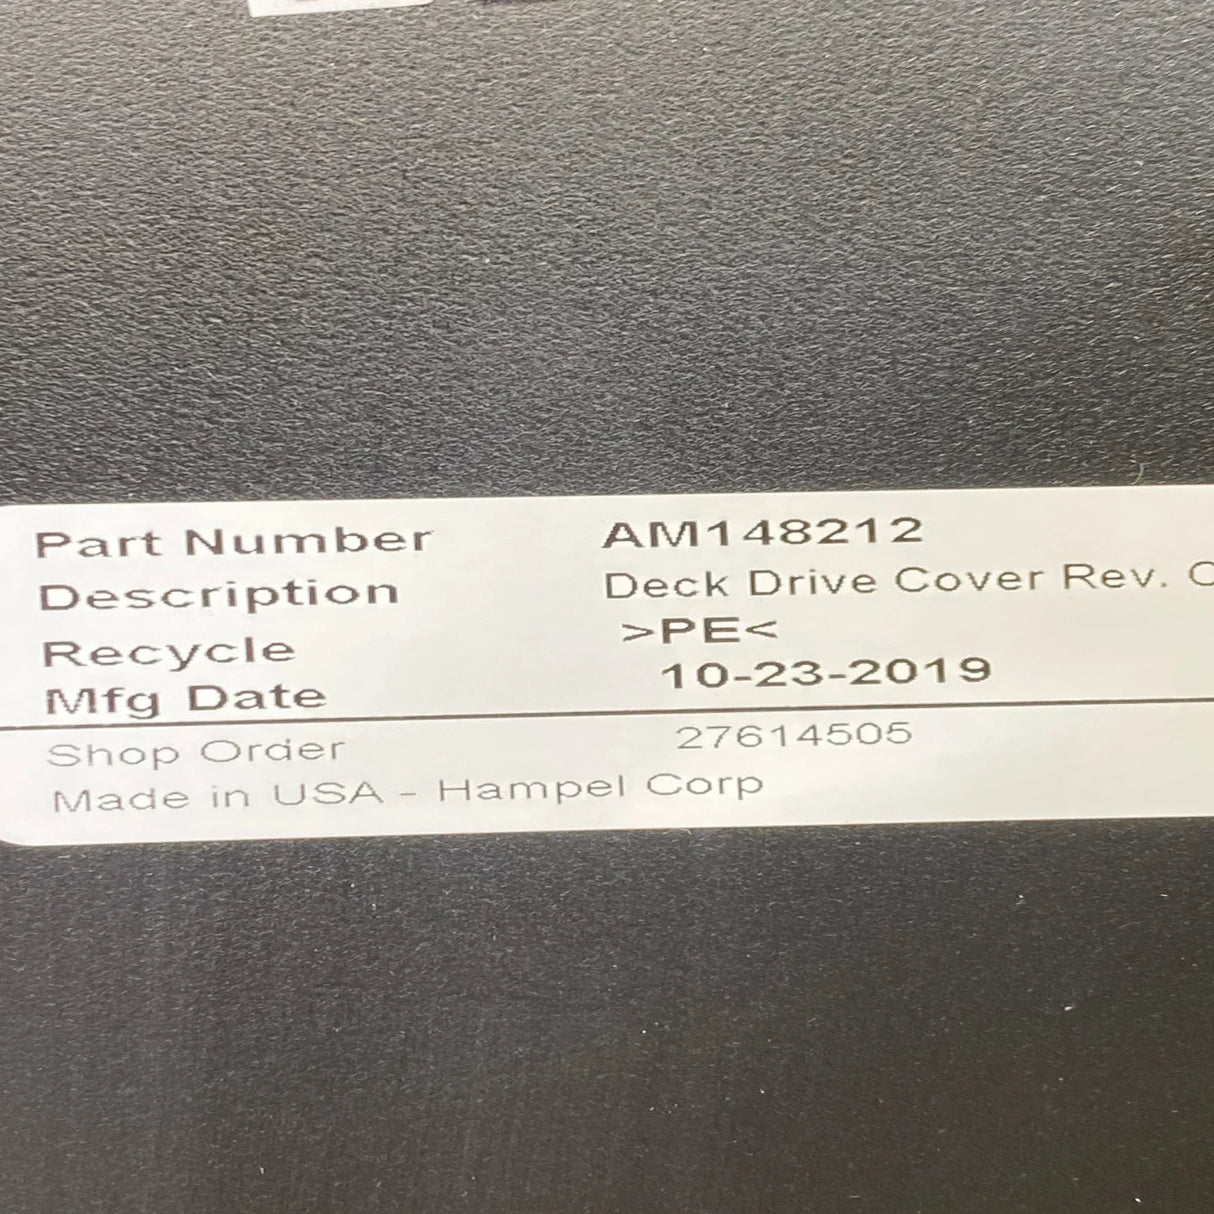 Part Number AM148212
Description Deck Drive Cover Rev.
Recycle >PE<
Mfg Date 10-23-2019
Shop Order 27614505
Made in USA - Hampel Corp